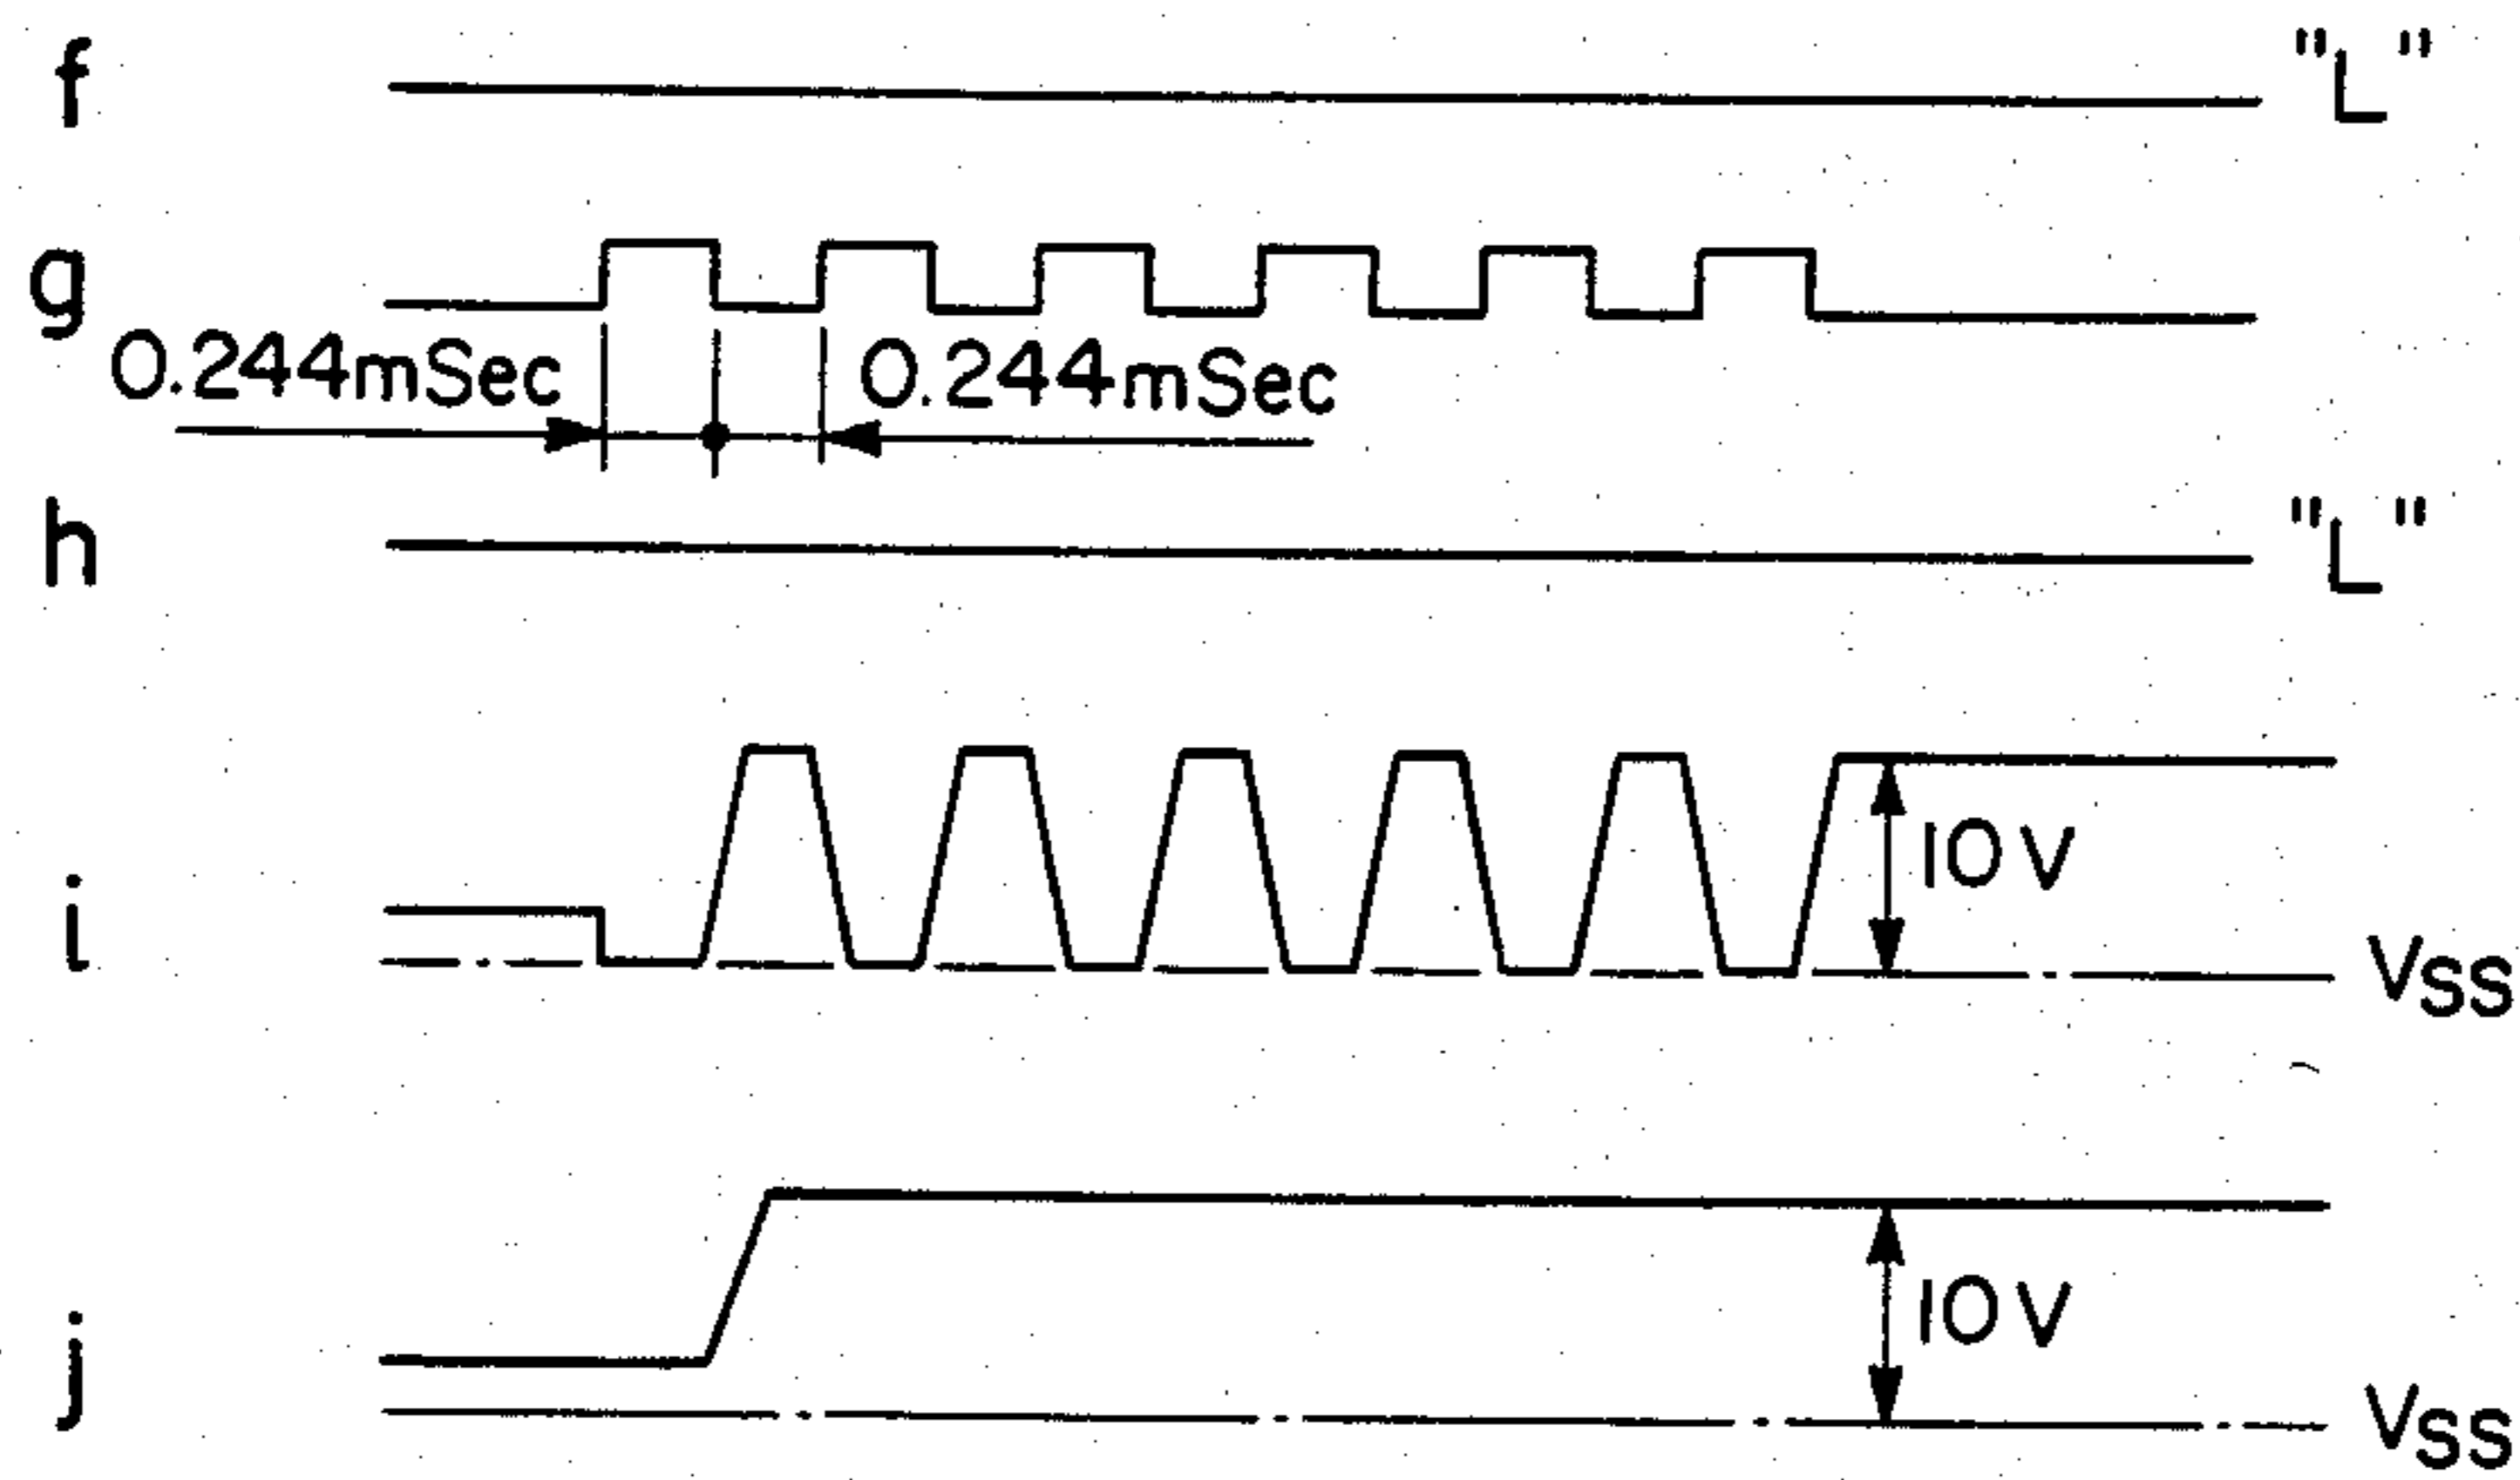 f "L"
g
0.244mSec 0.244mSec
h "L"
10V
i VSS
10V
j VSS